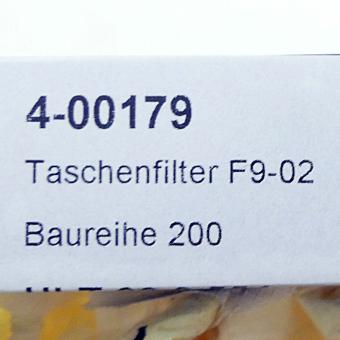 4-00179
Taschenfilter F9-02
Baureihe 200